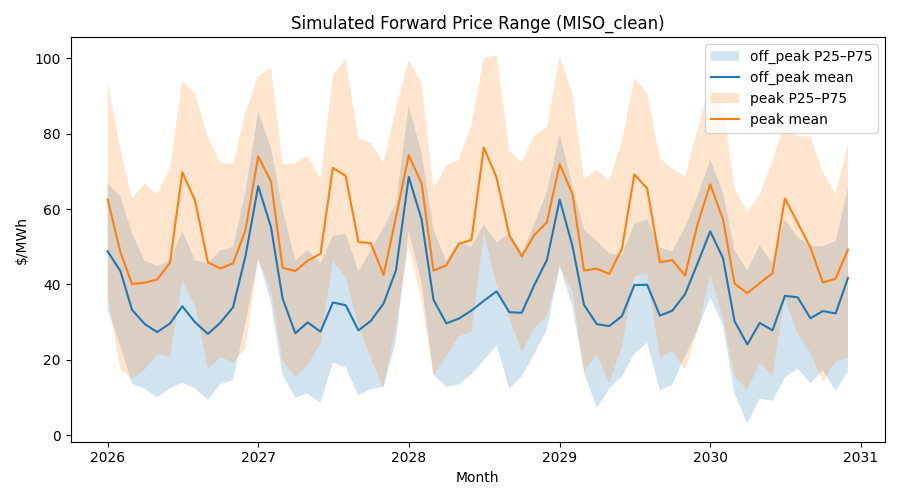 Simulated Forward Price Range (MISO_clean)
off_peak P25–P75
off_peak mean
peak P25–P75
peak mean
100
80
60
40
20
0
$/MWh
2026 2027 2028 2029 2030 2031
Month